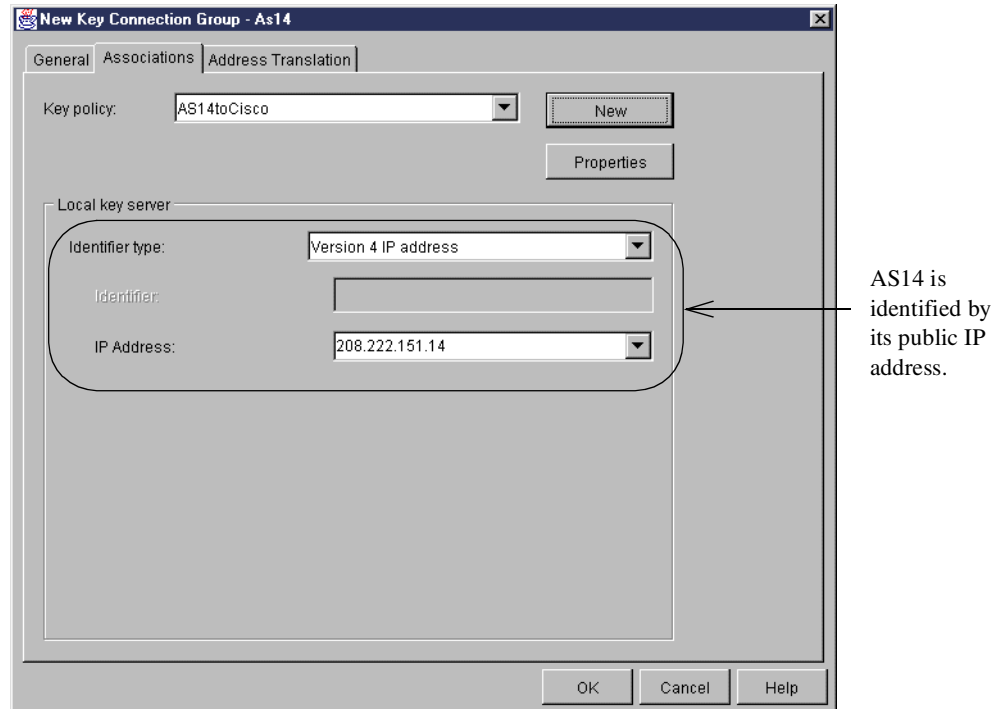 New Key Connection Group - As14
General Associations Address Translation
Key policy: AS14toCisco New
Properties
Local key server
Identifier type: Version 4 IP address
Identifier:
IP Address: 208.222.151.14
OK Cancel Help
AS14 is
identified by
its public IP
address.